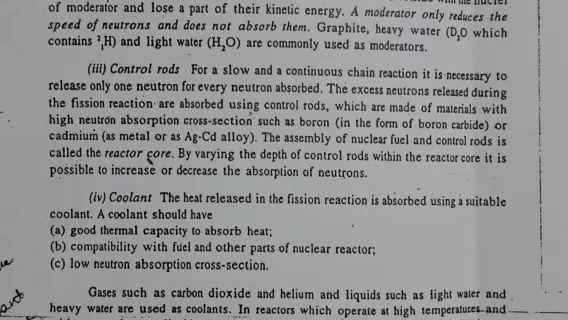 of moderator and lose a part of their kinetic energy. A moderator only reduces the
speed of neutrons and does not absorb them. Graphite, heavy water (D₂O which
contains ²₁H) and light water (H₂O) are commonly used as moderators.
(iii) Control rods For a slow and a continuous chain reaction it is necessary to
release only one neutron for every neutron absorbed. The excess neutrons released during
the fission reaction are absorbed using control rods, which are made of materials with
high neutron absorption cross-section such as boron (in the form of boron carbide) or
cadmium (as metal or as Ag-Cd alloy). The assembly of nuclear fuel and control rods is
called the reactor core. By varying the depth of control rods within the reactor core it is
possible to increase or decrease the absorption of neutrons.
(iv) Coolant The heat released in the fission reaction is absorbed using a suitable
coolant. A coolant should have
(a) good thermal capacity to absorb heat;
(b) compatibility with fuel and other parts of nuclear reactor;
(c) low neutron absorption cross-section.
Gases such as carbon dioxide and helium and liquids such as light water and
heavy water are used as coolants. In reactors which operate at high temperatures and